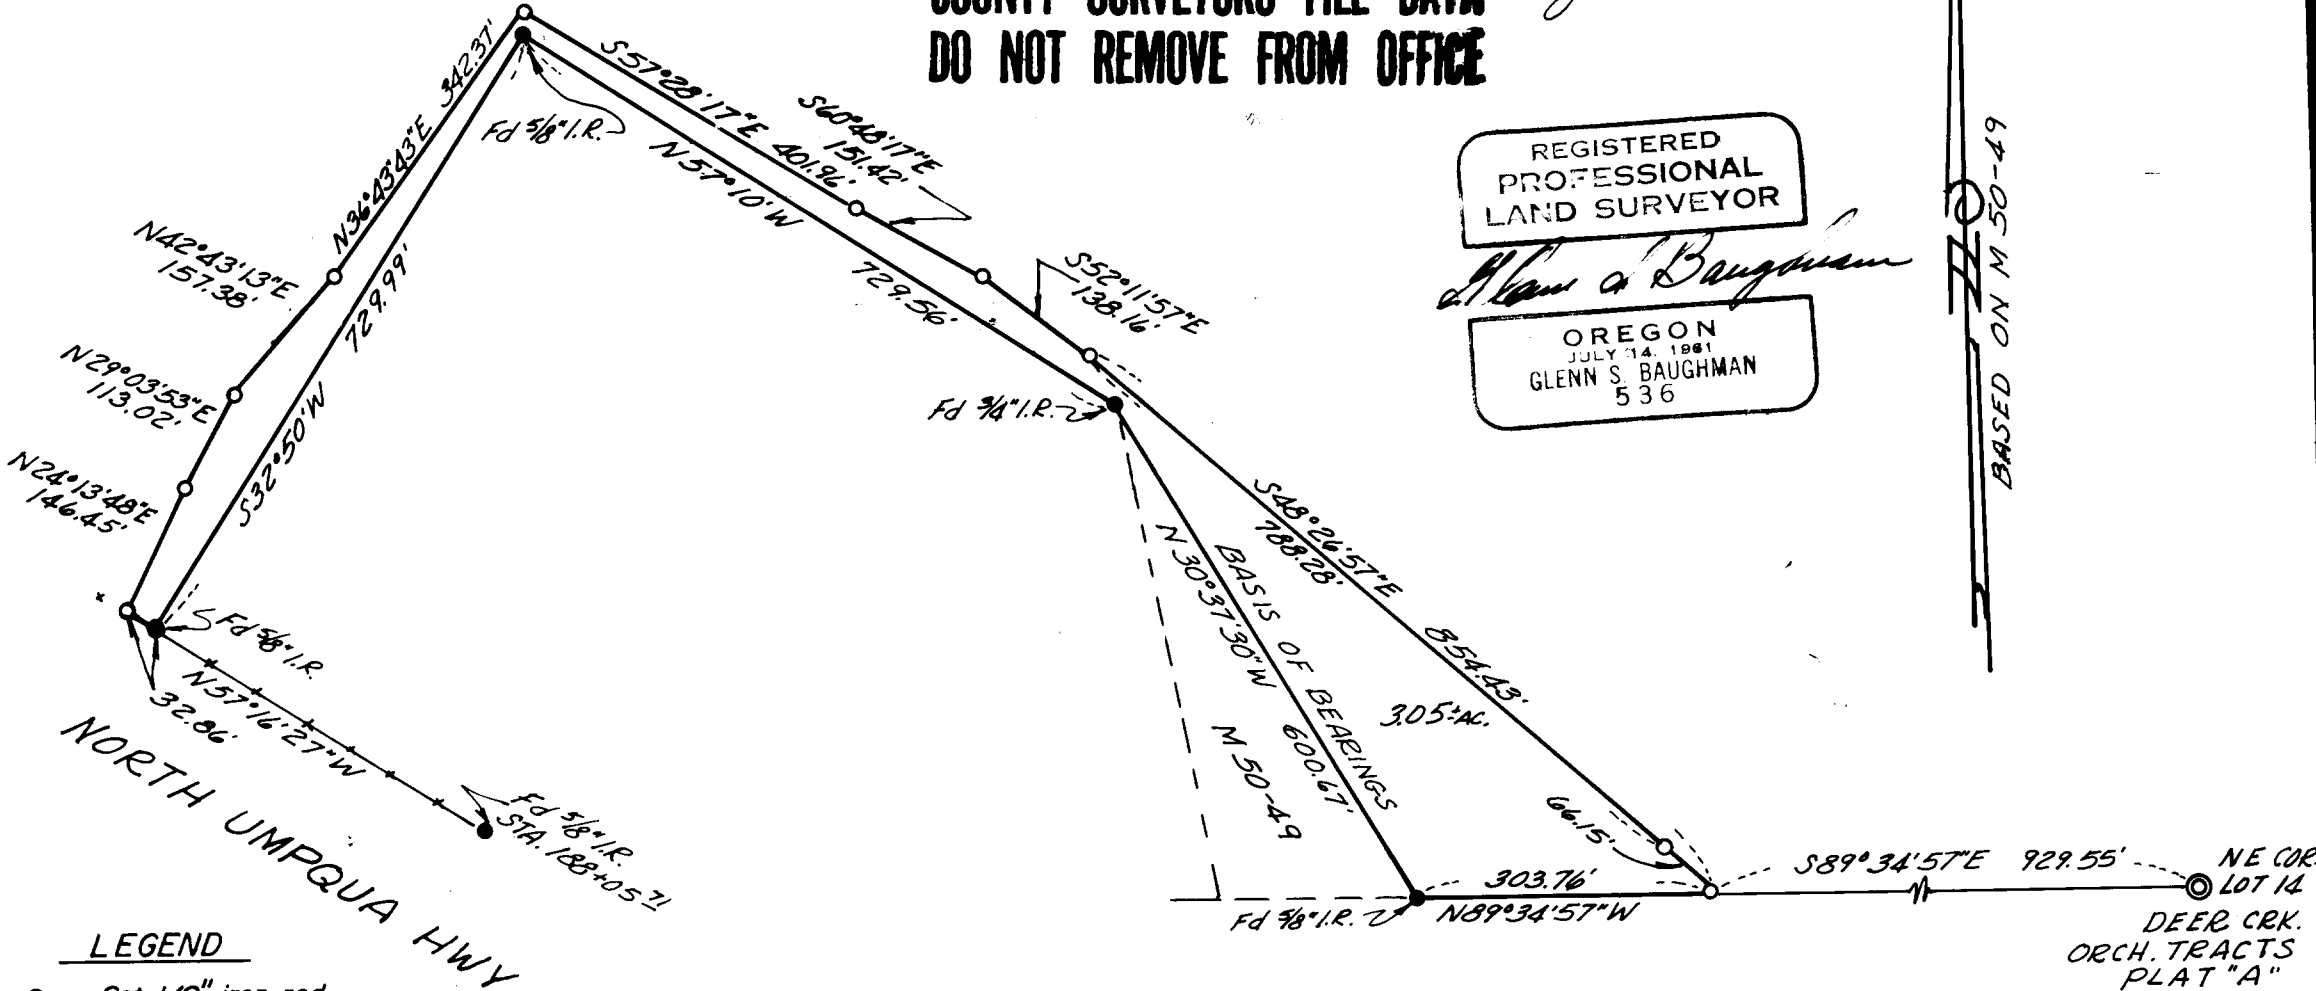 COUNTY SURVEYORS FILE DATA
DO NOT REMOVE FROM OFFICE
342.37'
N36°43'43"E
Fd 5/8" I.R.
S57°28'17"E 401.96'
S60°48'17"E
151.42'
N57°10'W
729.56'
S52°11'57"E
138.16'
REGISTERED
PROFESSIONAL
LAND SURVEYOR
Glenn S Baughman
OREGON
JULY 14, 1961
GLENN S. BAUGHMAN
536
BASED ON M 50-49
N42°43'13"E
157.38'
N29°03'53"E
113.02'
N24°13'48"E
146.45'
729.99'
S32°50'W
Fd 3/4" I.R.
Fd 5/8" I.R.
N57°16'27"W
32.86'
NORTH UMPQUA HWY
Fd 5/8" I.R.
STA. 188+05.71
S48°26'57"E
788.28'
854.43'
BASIS OF BEARINGS
N30°37'30"W
600.67'
M 50-49
3.05± AC.
66.15'
303.76'
Fd 5/8" I.R.
N89°34'57"W
S89°34'57"E 929.55'
NE COR.
LOT 14
DEER CRK.
ORCH. TRACTS
PLAT "A"
LEGEND